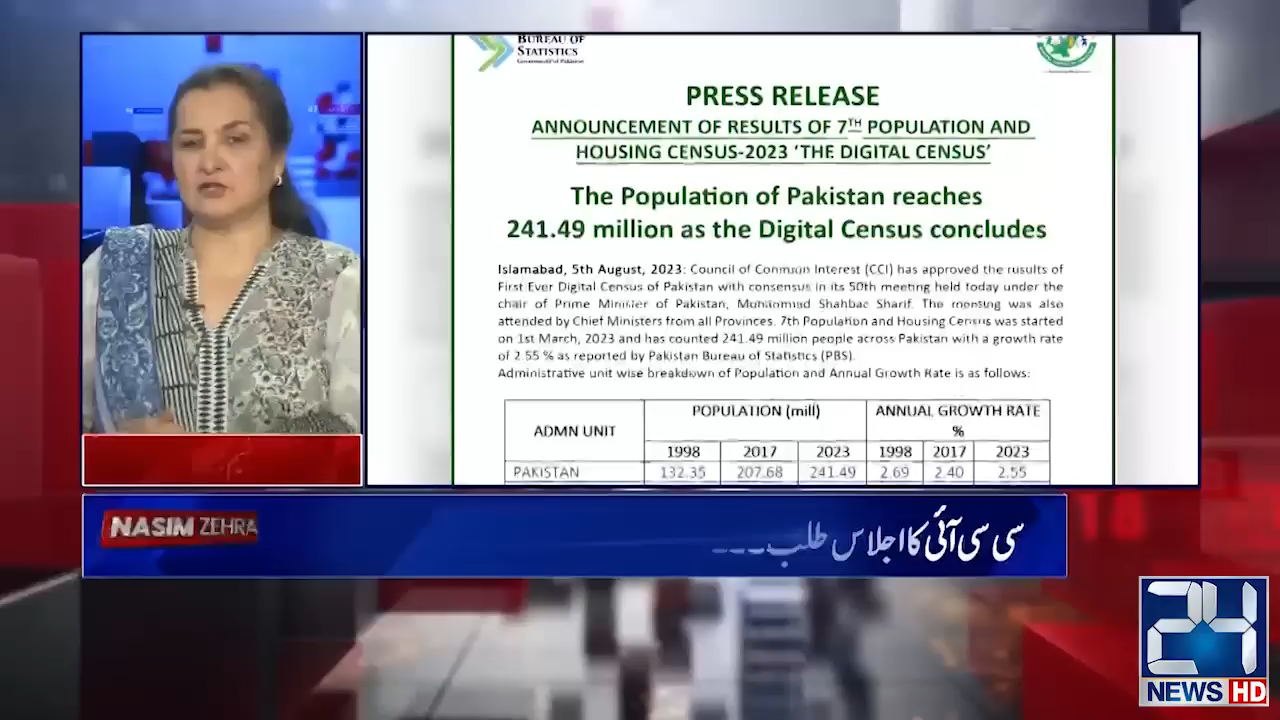 BUREAU OF
STATISTICS
Government of Pakistan
PRESS RELEASE
ANNOUNCEMENT OF RESULTS OF 7TH POPULATION AND
HOUSING CENSUS-2023 ‘THE DIGITAL CENSUS’
The Population of Pakistan reaches
241.49 million as the Digital Census concludes
Islamabad, 5th August, 2023: Council of Common Interest (CCI) has approved the results of
First Ever Digital Census of Pakistan with consensus in its 50th meeting held today under the
chair of Prime Minister of Pakistan, Muhammad Shahbaz Sharif. The meeting was also
attended by Chief Ministers from all Provinces. 7th Population and Housing Census was started
on 1st March, 2023 and has counted 241.49 million people across Pakistan with a growth rate
of 2.55 % as reported by Pakistan Bureau of Statistics (PBS).
Administrative unit wise breakdown of Population and Annual Growth Rate is as follows:
ADMN UNIT POPULATION (mill) ANNUAL GROWTH RATE %
1998 2017 2023 1998 2017 2023
PAKISTAN 132.35 207.68 241.49 2.69 2.40 2.55
NASIM ZEHRA
سی سی آئی کا اجلاس طلب۔۔۔
24
NEWS HD